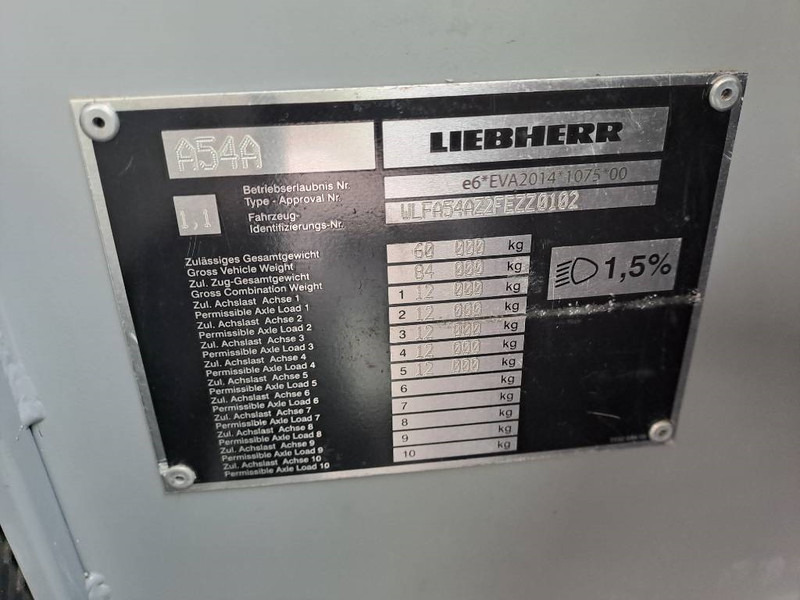 A54A
LIEBHERR
Betriebserlaubnis Nr.
Type - Approval Nr.
e6*EVA2014*1075*00
1,1
Fahrzeug-
Identifizierungs-Nr.
WLFA54AZ2FEZZ0102
Zulässiges Gesamtgewicht
Gross Vehicle Weight
60 000 kg
Zul. Zug-Gesamtgewicht
Gross Combination Weight
84 000 kg
Zul. Achslast Achse 1
Permissible Axle Load 1
1 12 000 kg
Zul. Achslast Achse 2
Permissible Axle Load 2
2 12 000 kg
Zul. Achslast Achse 3
Permissible Axle Load 3
3 12 000 kg
Zul. Achslast Achse 4
Permissible Axle Load 4
4 12 000 kg
Zul. Achslast Achse 5
Permissible Axle Load 5
5 12 000 kg
Zul. Achslast Achse 6
Permissible Axle Load 6
6 kg
Zul. Achslast Achse 7
Permissible Axle Load 7
7 kg
Zul. Achslast Achse 8
Permissible Axle Load 8
8 kg
Zul. Achslast Achse 9
Permissible Axle Load 9
9 kg
Zul. Achslast Achse 10
Permissible Axle Load 10
10 kg
1,5%